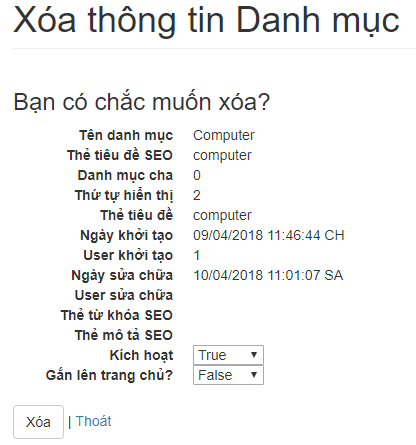 Xóa thông tin Danh mục
Bạn có chắc muốn xóa?
Tên danh mục Computer
Thẻ tiêu đề SEO computer
Danh mục cha 0
Thứ tự hiển thị 2
Thẻ tiêu đề computer
Ngày khởi tạo 09/04/2018 11:46:44 CH
User khởi tạo 1
Ngày sửa chữa 10/04/2018 11:01:07 SA
User sửa chữa
Thẻ từ khóa SEO
Thẻ mô tả SEO
Kích hoạt True
Gắn lên trang chủ? False
Xóa | Thoát